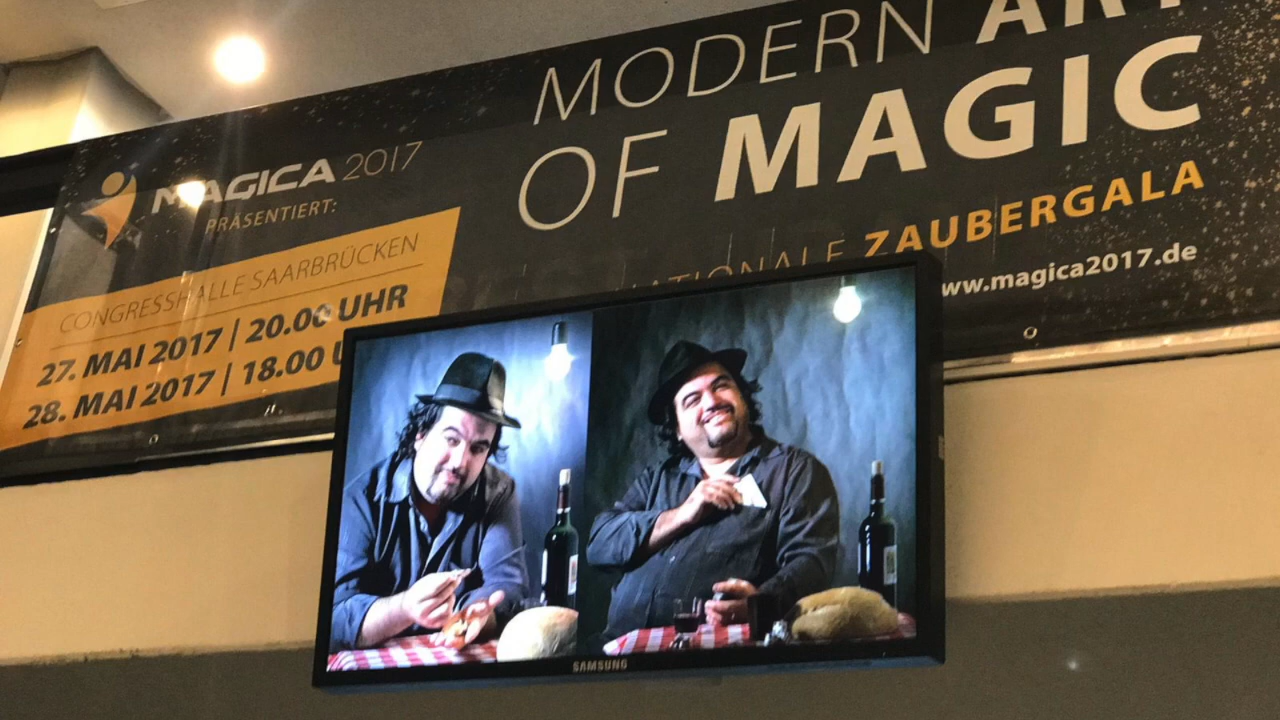 MAGICA 2017
PRÄSENTIERT:
CONGRESSHALLE SAARBRÜCKEN
27. MAI 2017 | 20.00 UHR
28. MAI 2017 | 18.00 U
MODERN ART
OF MAGIC
NATIONALE ZAUBERGALA
www.magica2017.de
SAMSUNG